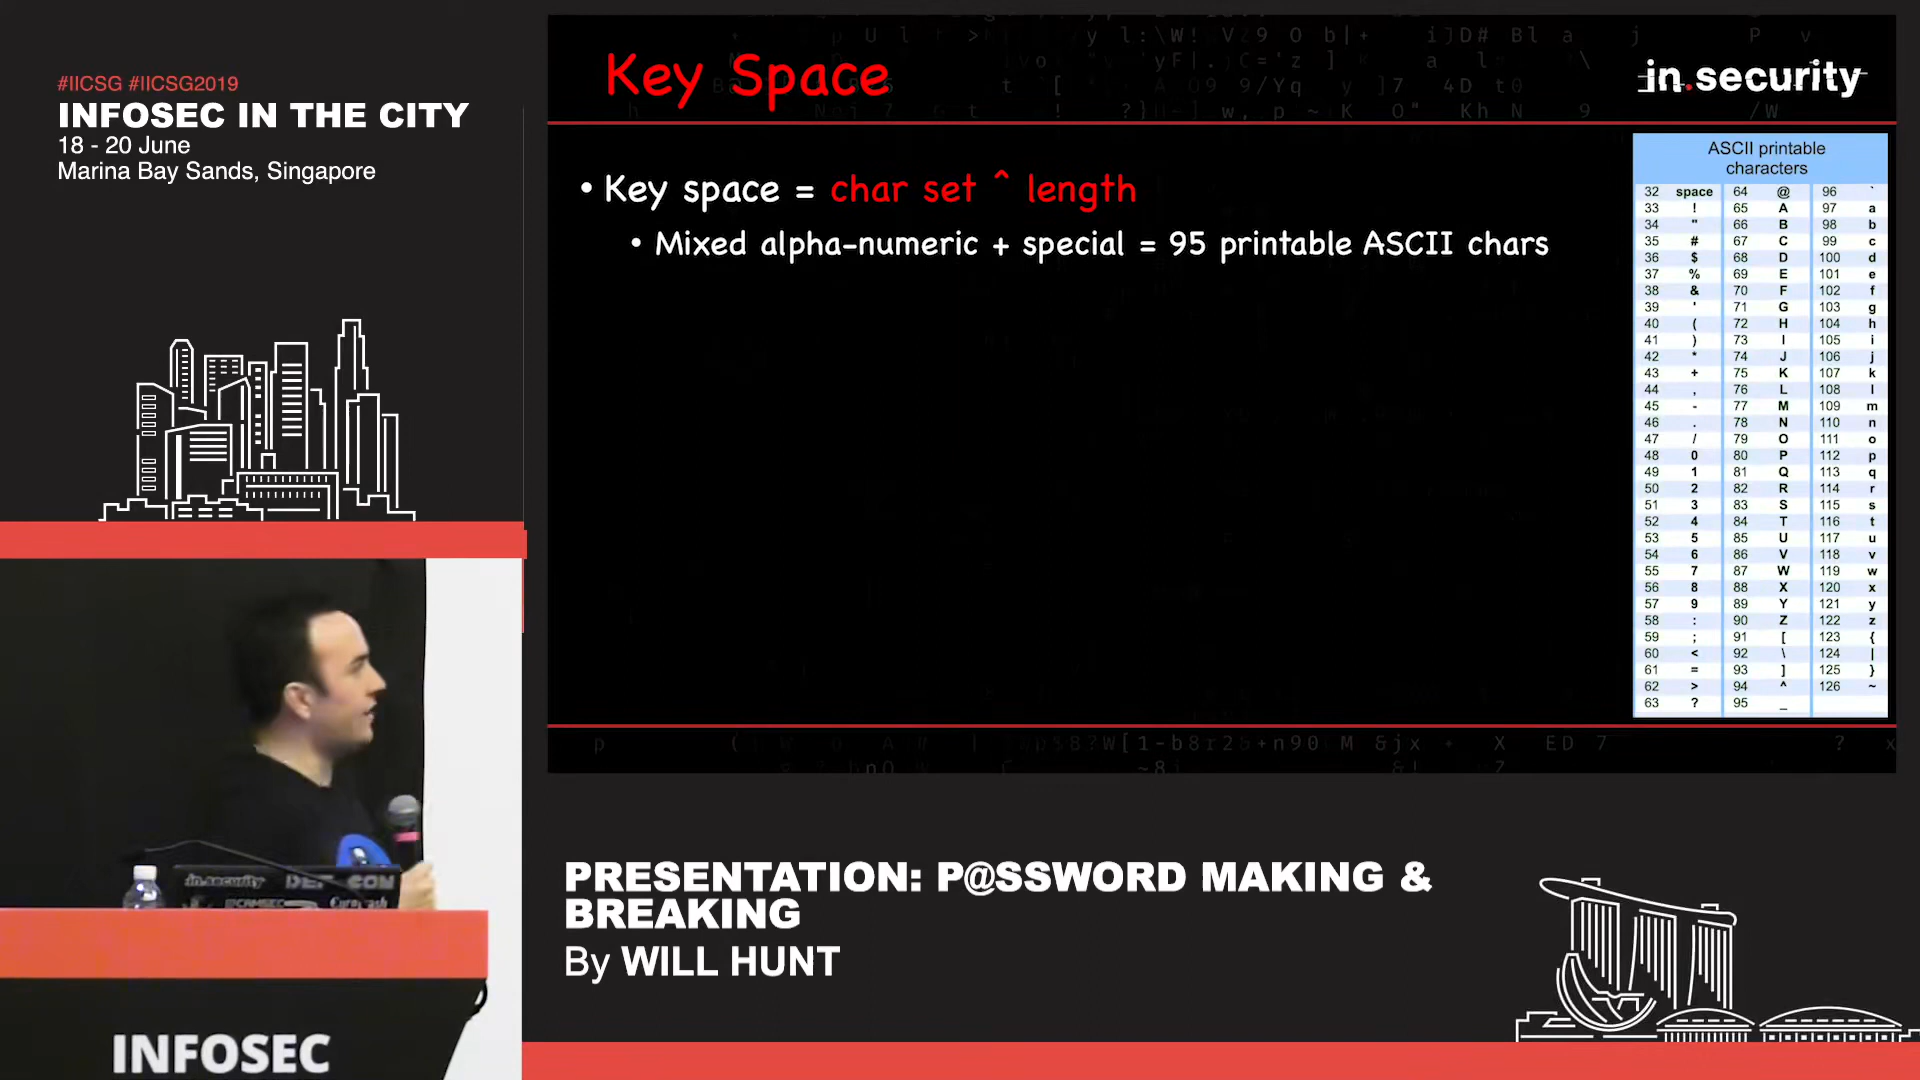 #IICSG #IICSG2019
INFOSEC IN THE CITY
18 - 20 June
Marina Bay Sands, Singapore
Key Space
in.security
• Key space = char set ^ length
• Mixed alpha-numeric + special = 95 printable ASCII chars
ASCII printable
characters
32 space 64 @ 96 `
33 ! 65 A 97 a
34 " 66 B 98 b
35 # 67 C 99 c
36 $ 68 D 100 d
37 % 69 E 101 e
38 & 70 F 102 f
39 ' 71 G 103 g
40 ( 72 H 104 h
41 ) 73 I 105 i
42 * 74 J 106 j
43 + 75 K 107 k
44 , 76 L 108 l
45 - 77 M 109 m
46 . 78 N 110 n
47 / 79 O 111 o
48 0 80 P 112 p
49 1 81 Q 113 q
50 2 82 R 114 r
51 3 83 S 115 s
52 4 84 T 116 t
53 5 85 U 117 u
54 6 86 V 118 v
55 7 87 W 119 w
56 8 88 X 120 x
57 9 89 Y 121 y
58 : 90 Z 122 z
59 ; 91 [ 123 {
60 < 92 \ 124 |
61 = 93 ] 125 }
62 > 94 ^ 126 ~
63 ? 95 _
in.security DEF CON
INFOSEC
PRESENTATION: P@SSWORD MAKING &
BREAKING
By WILL HUNT